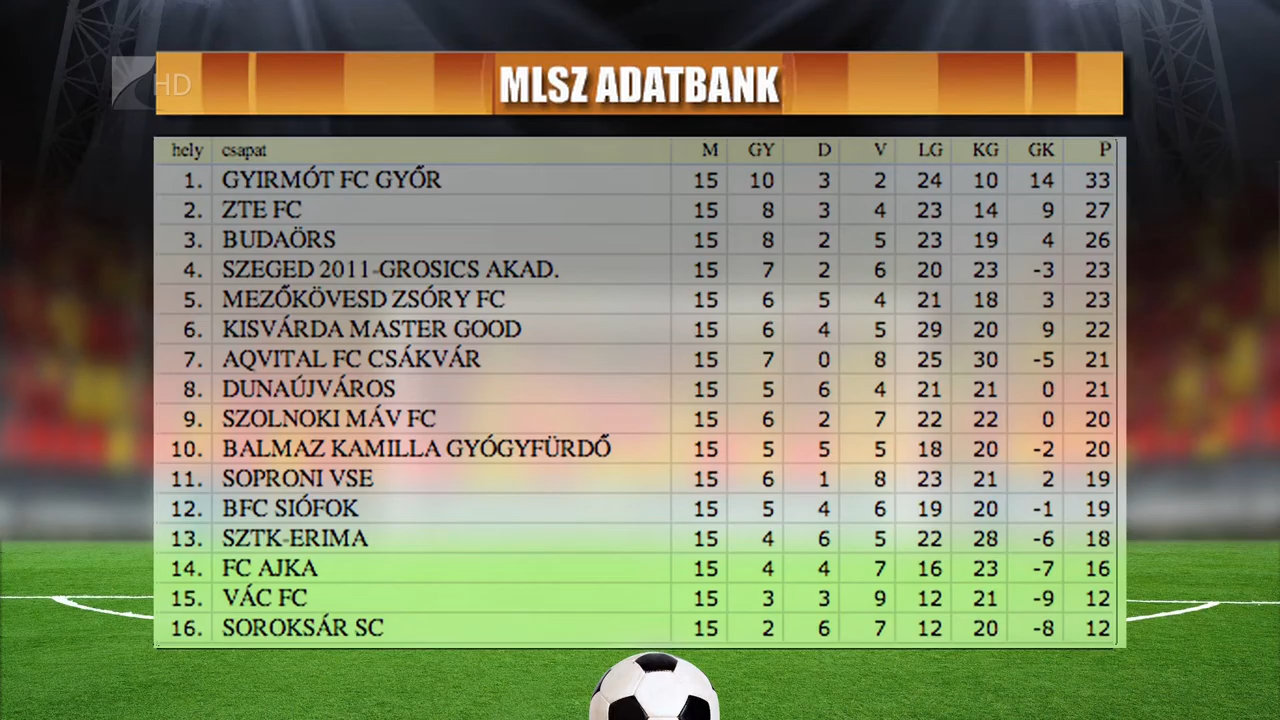 HD
MLSZ ADATBANK
hely csapat M GY D V LG KG GK P
1. GYIRMÓT FC GYŐR 15 10 3 2 24 10 14 33
2. ZTE FC 15 8 3 4 23 14 9 27
3. BUDAÖRS 15 8 2 5 23 19 4 26
4. SZEGED 2011-GROSICS AKAD. 15 7 2 6 20 23 -3 23
5. MEZŐKÖVESD ZSÓRY FC 15 6 5 4 21 18 3 23
6. KISVÁRDA MASTER GOOD 15 6 4 5 29 20 9 22
7. AQVITAL FC CSÁKVÁR 15 7 0 8 25 30 -5 21
8. DUNAÚJVÁROS 15 5 6 4 21 21 0 21
9. SZOLNOKI MÁV FC 15 6 2 7 22 22 0 20
10. BALMAZ KAMILLA GYÓGYFÜRDŐ 15 5 5 5 18 20 -2 20
11. SOPRONI VSE 15 6 1 8 23 21 2 19
12. BFC SIÓFOK 15 5 4 6 19 20 -1 19
13. SZTK-ERIMA 15 4 6 5 22 28 -6 18
14. FC AJKA 15 4 4 7 16 23 -7 16
15. VÁC FC 15 3 3 9 12 21 -9 12
16. SOROKSÁR SC 15 2 6 7 12 20 -8 12